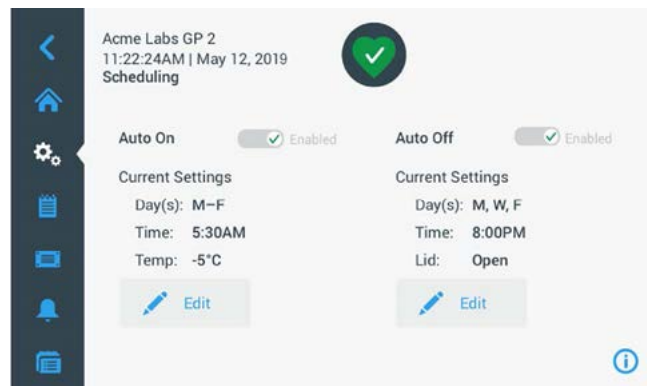 Acme Labs GP 2
11:22:24AM | May 12, 2019
Scheduling
Auto On Enabled
Current Settings
Day(s): M–F
Time: 5:30AM
Temp: -5°C
Edit
Auto Off Enabled
Current Settings
Day(s): M, W, F
Time: 8:00PM
Lid: Open
Edit